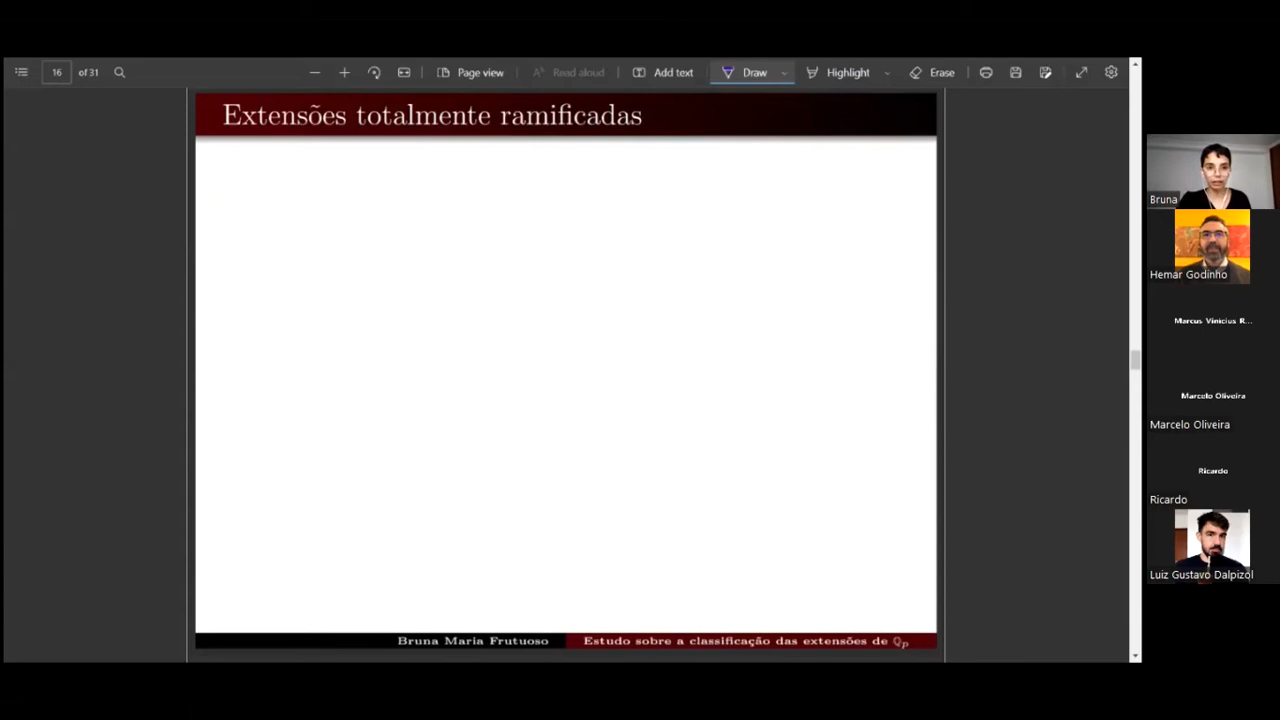 16 of 31 Page view Read aloud Add text Draw Highlight Erase
Extensões totalmente ramificadas
Bruna Maria Frutuoso Estudo sobre a classificação das extensões de ℚp
Bruna
Hemar Godinho
Marcus Vinicius R...
Marcelo Oliveira
Marcelo Oliveira
Ricardo
Ricardo
Luiz Gustavo Dalpizol